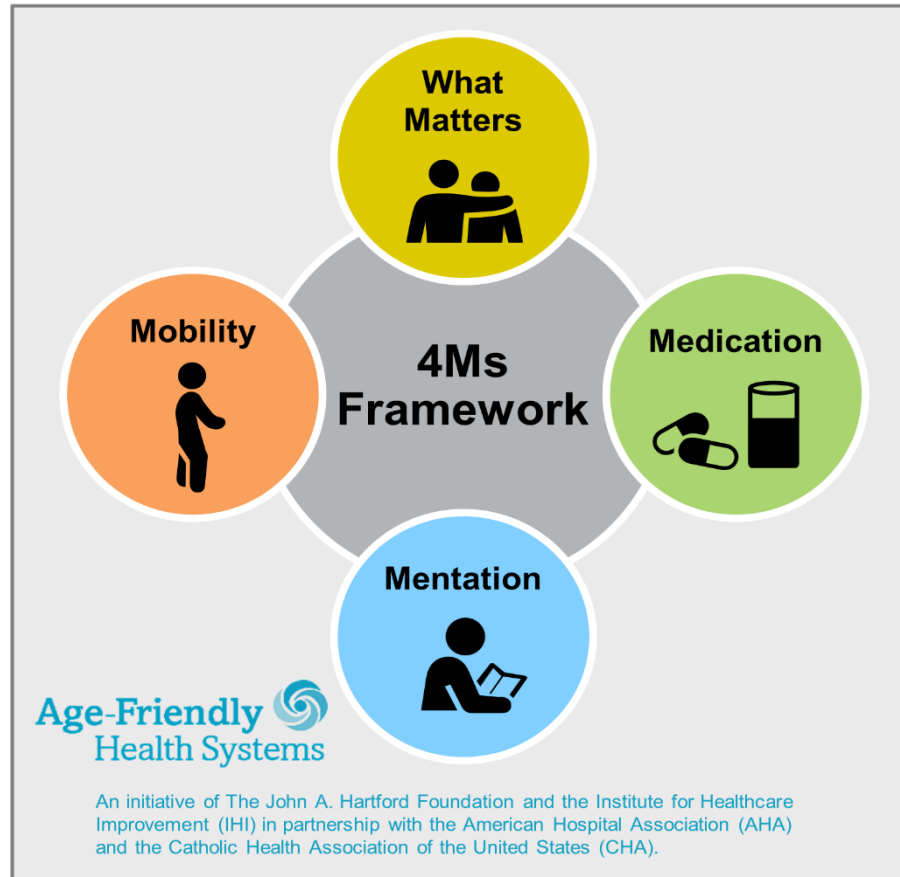 What
Matters
Mobility
4Ms
Framework
Medication
Mentation
Age-Friendly
Health Systems
An initiative of The John A. Hartford Foundation and the Institute for Healthcare
Improvement (IHI) in partnership with the American Hospital Association (AHA)
and the Catholic Health Association of the United States (CHA).